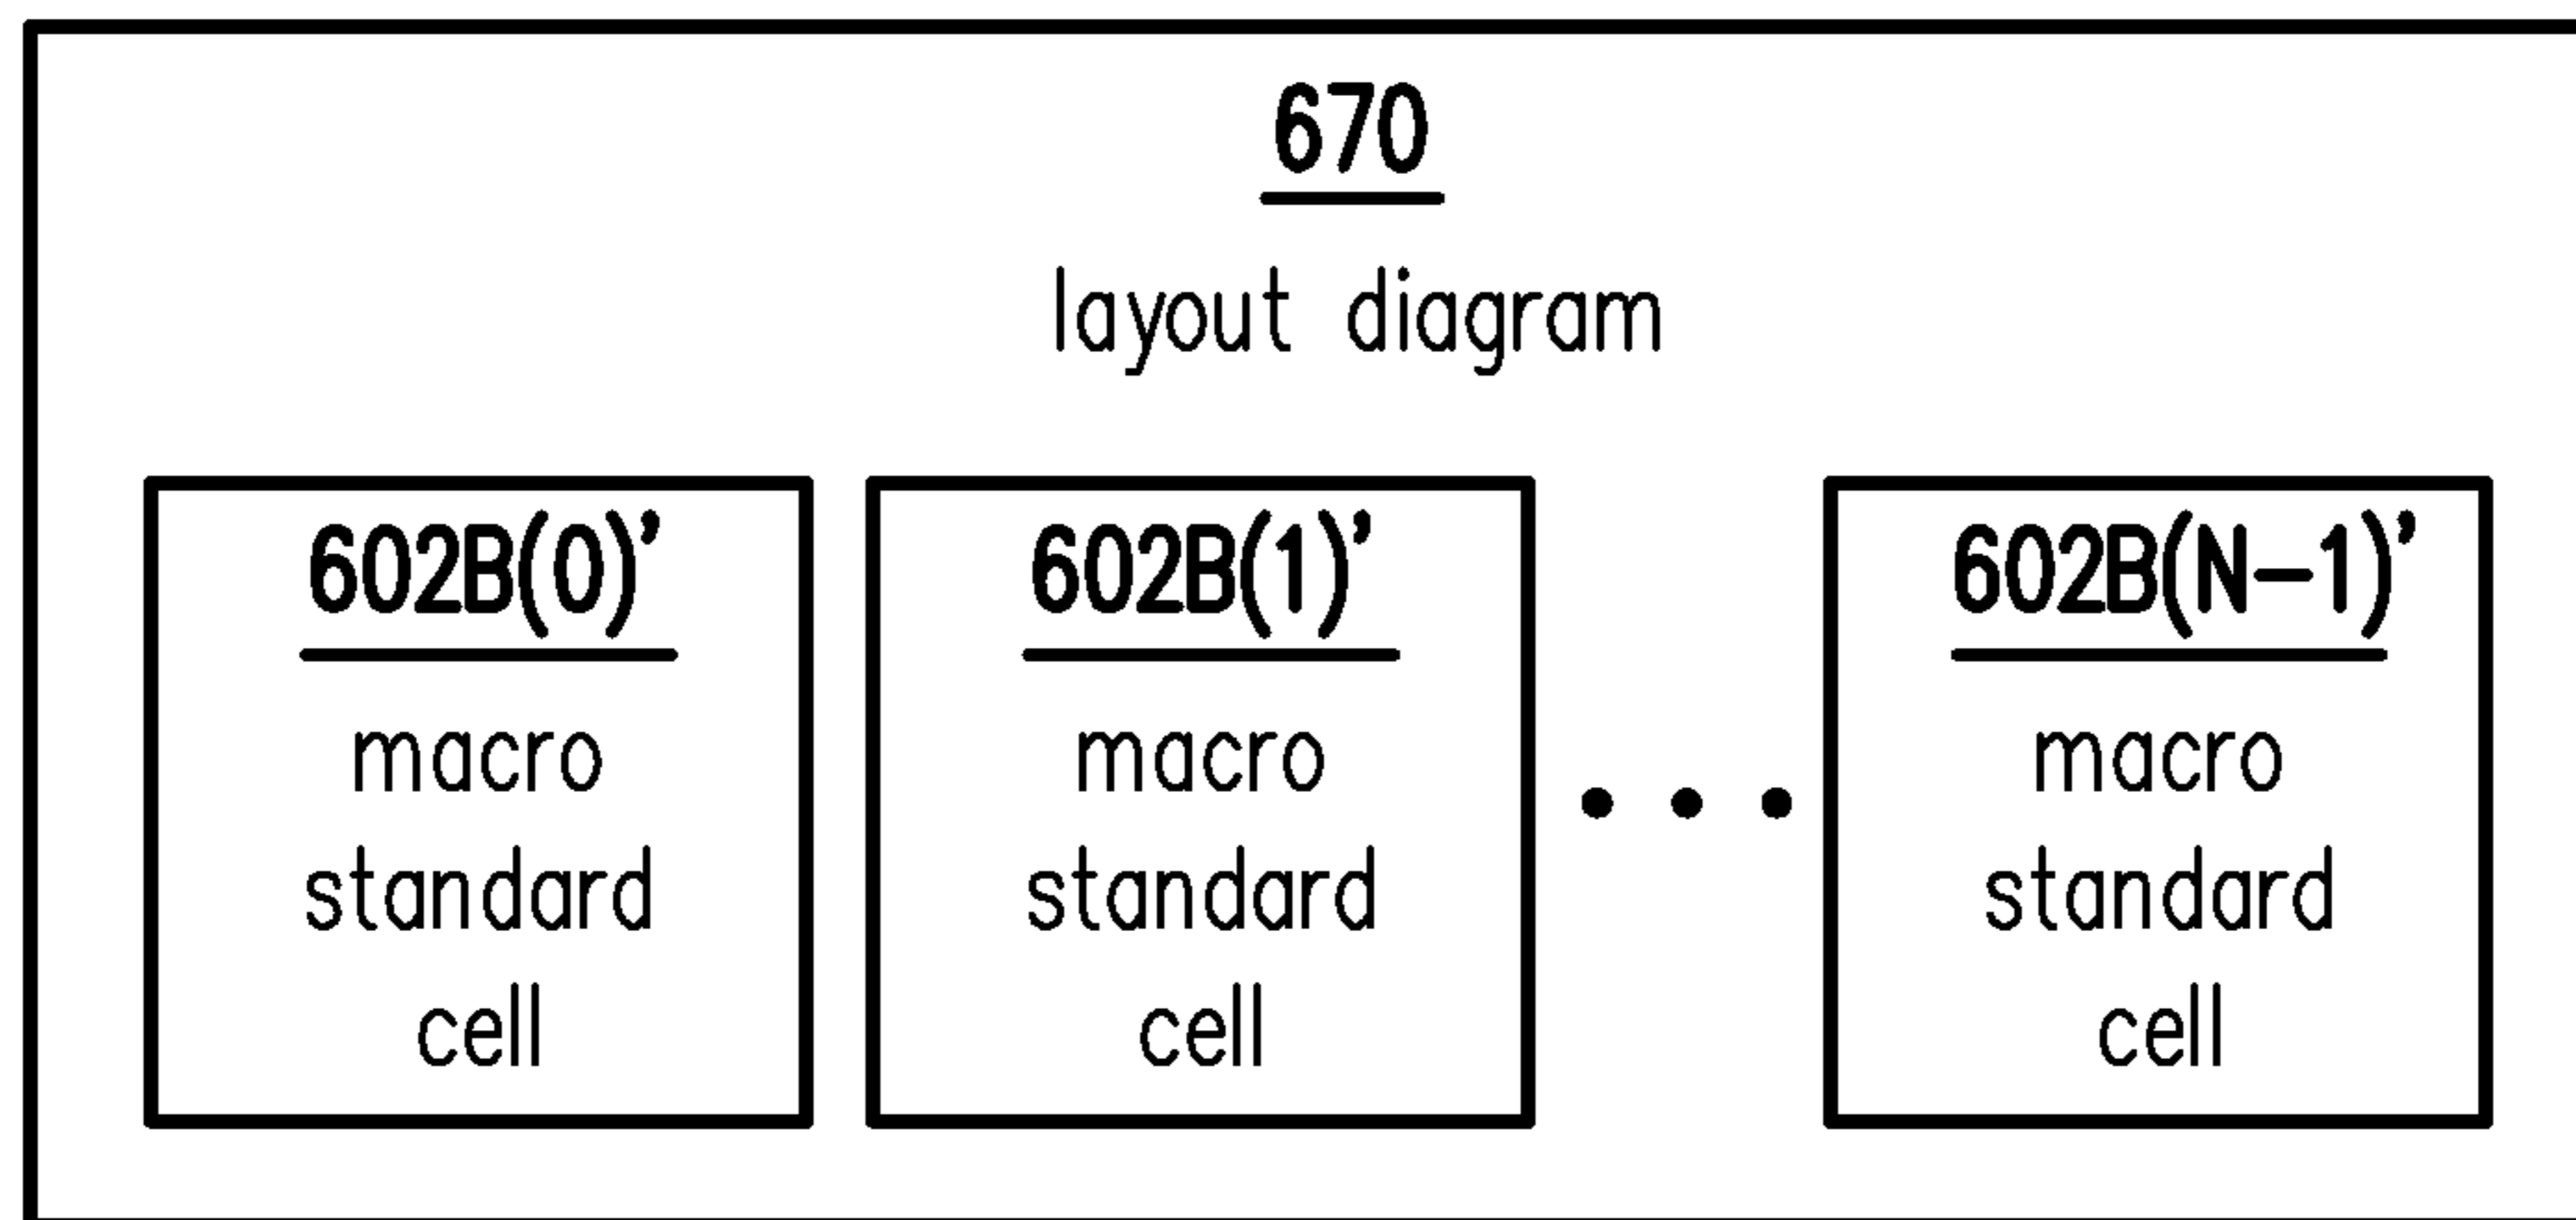 670
layout diagram
602B(0)’ 602B(1)’ 602B(N-1)’
macro macro macro
standard standard • • • standard
cell cell cell